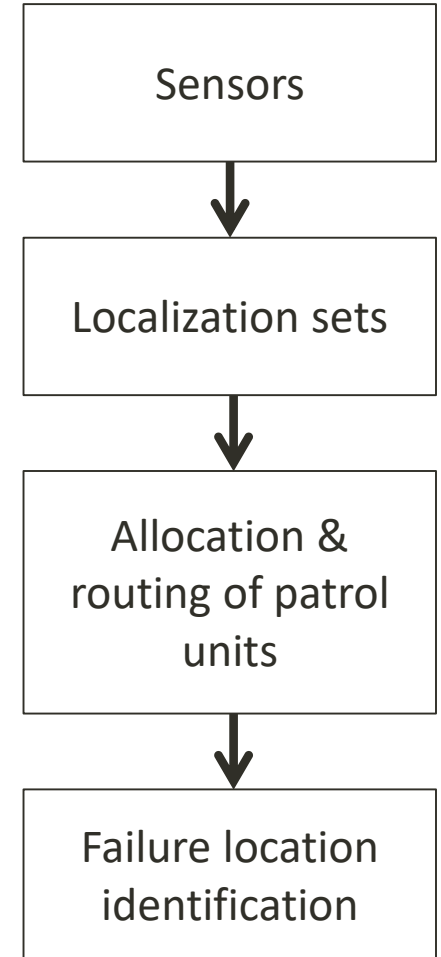 Sensors
Localization sets
Allocation &
routing of patrol
units
Failure location
identification